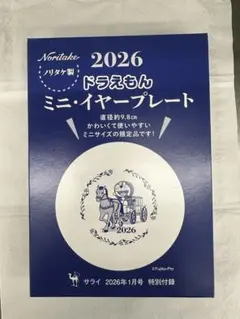 Noritake
ノリタケ製
2026
ドラえもん
ミニ・イヤープレート
直径約9.8cm
かわいくて使いやすい
ミニサイズの限定品です!
2026
©Fujiko-Pro
サライ 2026年1月号 特別付録